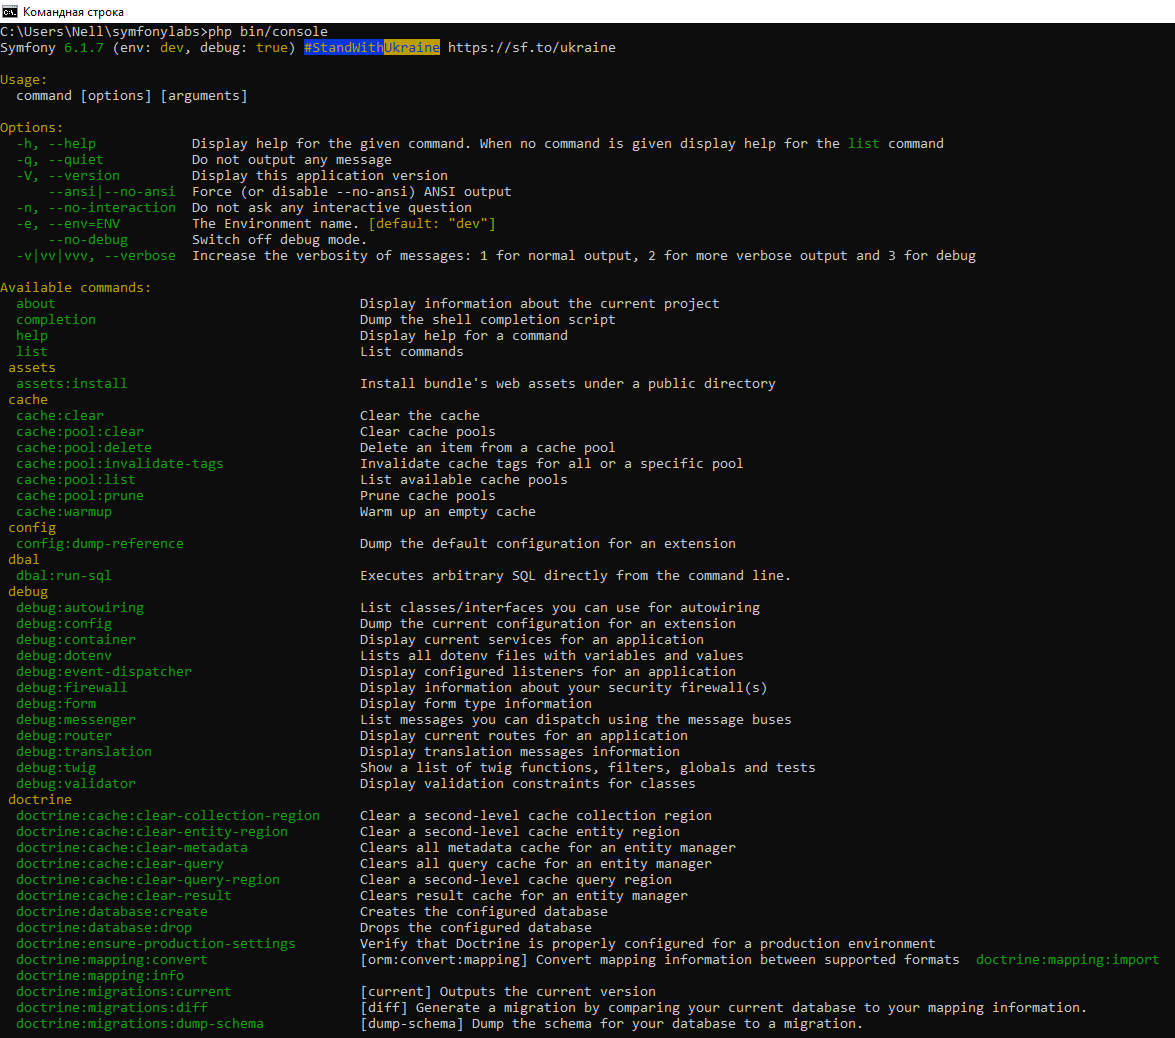 Командная строка
C:\Users\Nell\symfonylabs>php bin/console
Symfony 6.1.7 (env: dev, debug: true) #StandWithUkraine https://sf.to/ukraine
Usage:
  command [options] [arguments]
Options:
  -h, --help            Display help for the given command. When no command is given display help for the list command
  -q, --quiet           Do not output any message
  -V, --version         Display this application version
      --ansi|--no-ansi  Force (or disable --no-ansi) ANSI output
  -n, --no-interaction  Do not ask any interactive question
  -e, --env=ENV         The Environment name. [default: "dev"]
      --no-debug        Switch off debug mode.
  -v|vv|vvv, --verbose  Increase the verbosity of messages: 1 for normal output, 2 for more verbose output and 3 for debug
Available commands:
  about                                      Display information about the current project
  completion                                 Dump the shell completion script
  help                                       Display help for a command
  list                                       List commands
 assets
  assets:install                             Install bundle's web assets under a public directory
 cache
  cache:clear                                Clear the cache
  cache:pool:clear                           Clear cache pools
  cache:pool:delete                          Delete an item from a cache pool
  cache:pool:invalidate-tags                 Invalidate cache tags for all or a specific pool
  cache:pool:list                            List available cache pools
  cache:pool:prune                           Prune cache pools
  cache:warmup                               Warm up an empty cache
 config
  config:dump-reference                      Dump the default configuration for an extension
 dbal
  dbal:run-sql                               Executes arbitrary SQL directly from the command line.
 debug
  debug:autowiring                           List classes/interfaces you can use for autowiring
  debug:config                               Dump the current configuration for an extension
  debug:container                            Display current services for an application
  debug:dotenv                               Lists all dotenv files with variables and values
  debug:event-dispatcher                     Display configured listeners for an application
  debug:firewall                             Display information about your security firewall(s)
  debug:form                                 Display form type information
  debug:messenger                            List messages you can dispatch using the message buses
  debug:router                               Display current routes for an application
  debug:translation                          Display translation messages information
  debug:twig                                 Show a list of twig functions, filters, globals and tests
  debug:validator                            Display validation constraints for classes
 doctrine
  doctrine:cache:clear-collection-region     Clear a second-level cache collection region
  doctrine:cache:clear-entity-region         Clear a second-level cache entity region
  doctrine:cache:clear-metadata              Clears all metadata cache for an entity manager
  doctrine:cache:clear-query                 Clears all query cache for an entity manager
  doctrine:cache:clear-query-region          Clear a second-level cache query region
  doctrine:cache:clear-result                Clears result cache for an entity manager
  doctrine:database:create                   Creates the configured database
  doctrine:database:drop                     Drops the configured database
  doctrine:ensure-production-settings        Verify that Doctrine is properly configured for a production environment
  doctrine:mapping:convert                   [orm:convert:mapping] Convert mapping information between supported formats  doctrine:mapping:import
  doctrine:mapping:info
  doctrine:migrations:current                [current] Outputs the current version
  doctrine:migrations:diff                   [diff] Generate a migration by comparing your current database to your mapping information.
  doctrine:migrations:dump-schema            [dump-schema] Dump the schema for your database to a migration.